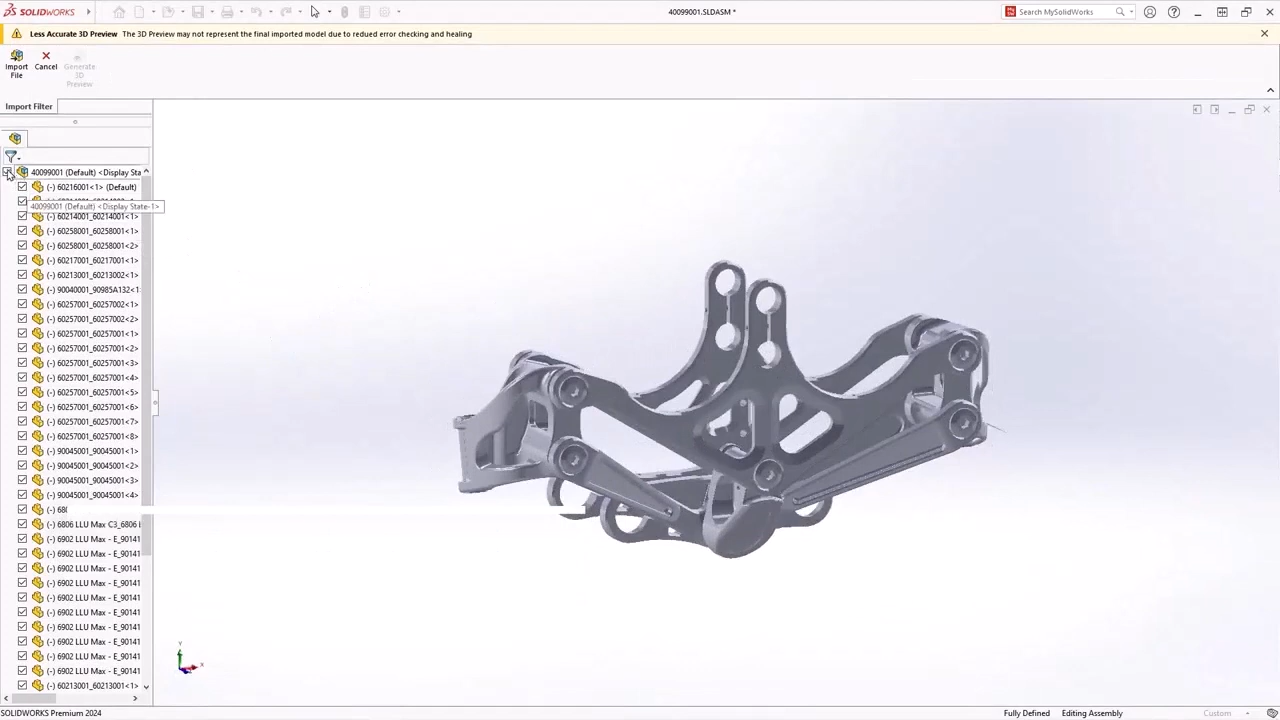 SOLIDWORKS
40099001.SLDASM *
Search MySolidWorks
Less Accurate 3D Preview The 3D Preview may not represent the final imported model due to redued error checking and healing
Import File
Cancel
Generate 3D Preview
Import Filter
40099001 (Default) <Display Sta
(-) 60216001<1> (Default)
40099001 (Default) <Display State-1>
(-) 60214001_60214001<1>
(-) 60258001_60258001<1>
(-) 60258001_60258001<2>
(-) 60217001_60217001<1>
(-) 60213001_60213002<1>
(-) 90040001_90985A132<1
(-) 60257001_60257002<1>
(-) 60257001_60257002<2>
(-) 60257001_60257001<1>
(-) 60257001_60257001<2>
(-) 60257001_60257001<3>
(-) 60257001_60257001<4>
(-) 60257001_60257001<5>
(-) 60257001_60257001<6>
(-) 60257001_60257001<7>
(-) 60257001_60257001<8>
(-) 90045001_90045001<1>
(-) 90045001_90045001<2>
(-) 90045001_90045001<3>
(-) 90045001_90045001<4>
(-) 68
(-) 6806 LLU Max C3_6806
(-) 6902 LLU Max - E_90141
(-) 6902 LLU Max - E_90141
(-) 6902 LLU Max - E_90141
(-) 6902 LLU Max - E_90141
(-) 6902 LLU Max - E_90141
(-) 6902 LLU Max - E_90141
(-) 6902 LLU Max - E_90141
(-) 6902 LLU Max - E_90141
(-) 6902 LLU Max - E_90141
(-) 6902 LLU Max - E_90141
(-) 60213001_60213001<1>
Y
X
SOLIDWORKS Premium 2024
Fully Defined
Editing Assembly
Custom